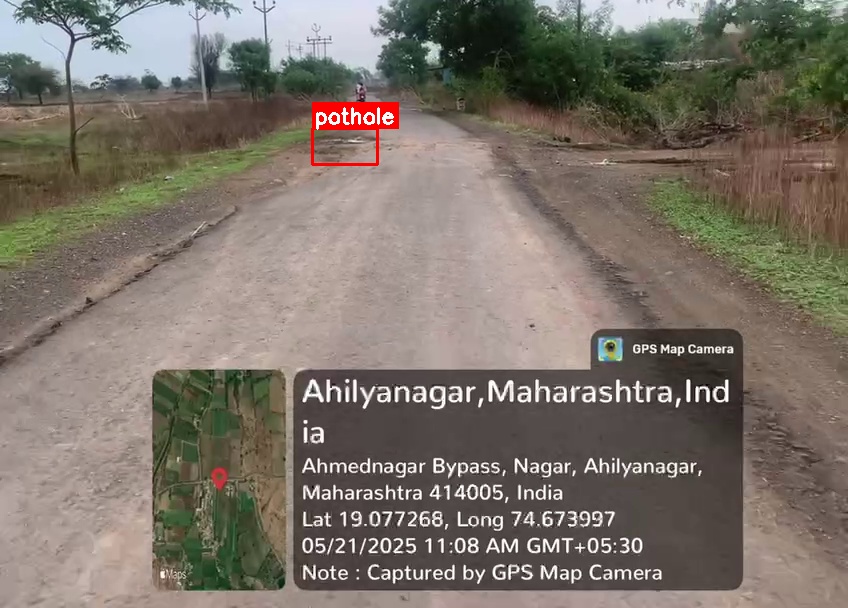 pothole
GPS Map Camera
Ahilyanagar,Maharashtra,Ind
ia
Ahmednagar Bypass, Nagar, Ahilyanagar,
Maharashtra 414005, India
Lat 19.077268, Long 74.673997
05/21/2025 11:08 AM GMT+05:30
Note : Captured by GPS Map Camera
Maps